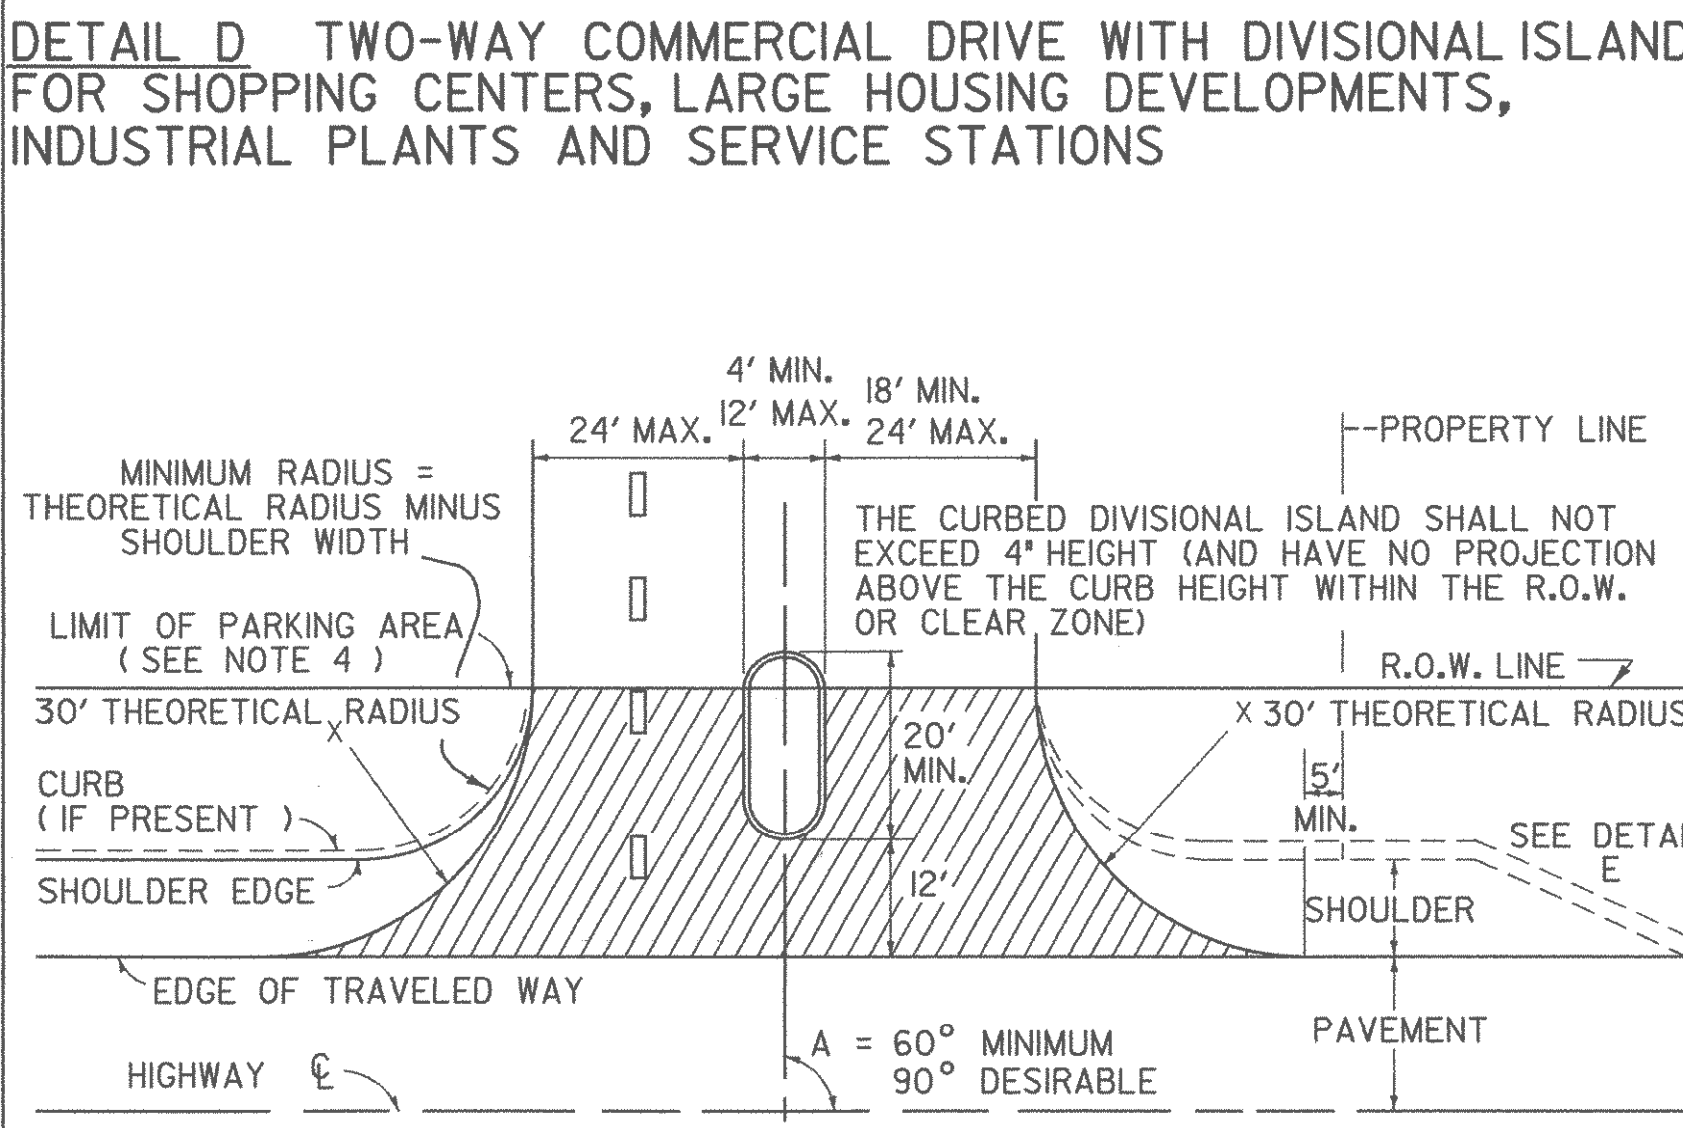 DETAIL D TWO-WAY COMMERCIAL DRIVE WITH DIVISIONAL ISLAND
FOR SHOPPING CENTERS, LARGE HOUSING DEVELOPMENTS,
INDUSTRIAL PLANTS AND SERVICE STATIONS
4' MIN.
12' MAX.
18' MIN.
24' MAX.
24' MAX.
--PROPERTY LINE
MINIMUM RADIUS =
THEORETICAL RADIUS MINUS
SHOULDER WIDTH
THE CURBED DIVISIONAL ISLAND SHALL NOT
EXCEED 4" HEIGHT (AND HAVE NO PROJECTION
ABOVE THE CURB HEIGHT WITHIN THE R.O.W.
OR CLEAR ZONE)
LIMIT OF PARKING AREA
( SEE NOTE 4 )
R.O.W. LINE
30' THEORETICAL RADIUS
X
X 30' THEORETICAL RADIUS
20'
MIN.
CURB
( IF PRESENT )
5'
MIN.
SEE DETAI
E
SHOULDER EDGE
12'
SHOULDER
EDGE OF TRAVELED WAY
PAVEMENT
A = 60° MINIMUM
90° DESIRABLE
HIGHWAY ℄